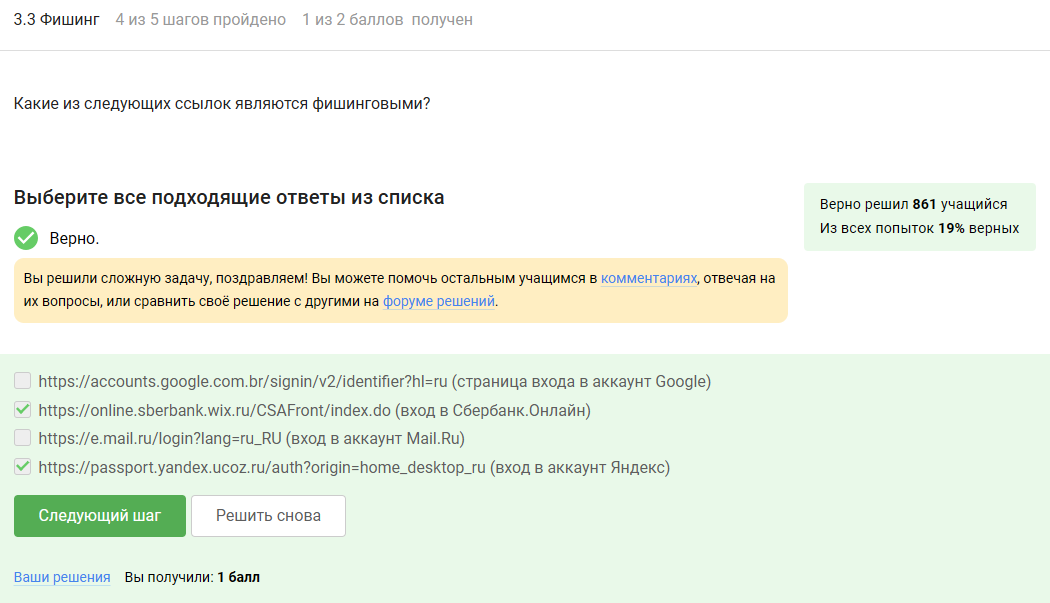 3.3 Фишинг 4 из 5 шагов пройдено 1 из 2 баллов получен
Какие из следующих ссылок являются фишинговыми?
Выберите все подходящие ответы из списка
Верно решил 861 учащийся
Из всех попыток 19% верных
Верно.
Вы решили сложную задачу, поздравляем! Вы можете помочь остальным учащимся в комментариях, отвечая на
их вопросы, или сравнить своё решение с другими на форуме решений.
https://accounts.google.com.br/signin/v2/identifier?hl=ru (страница входа в аккаунт Google)
https://online.sberbank.wix.ru/CSAFront/index.do (вход в Сбербанк.Онлайн)
https://e.mail.ru/login?lang=ru_RU (вход в аккаунт Mail.Ru)
https://passport.yandex.ucoz.ru/auth?origin=home_desktop_ru (вход в аккаунт Яндекс)
Следующий шаг Решить снова
Ваши решения Вы получили: 1 балл